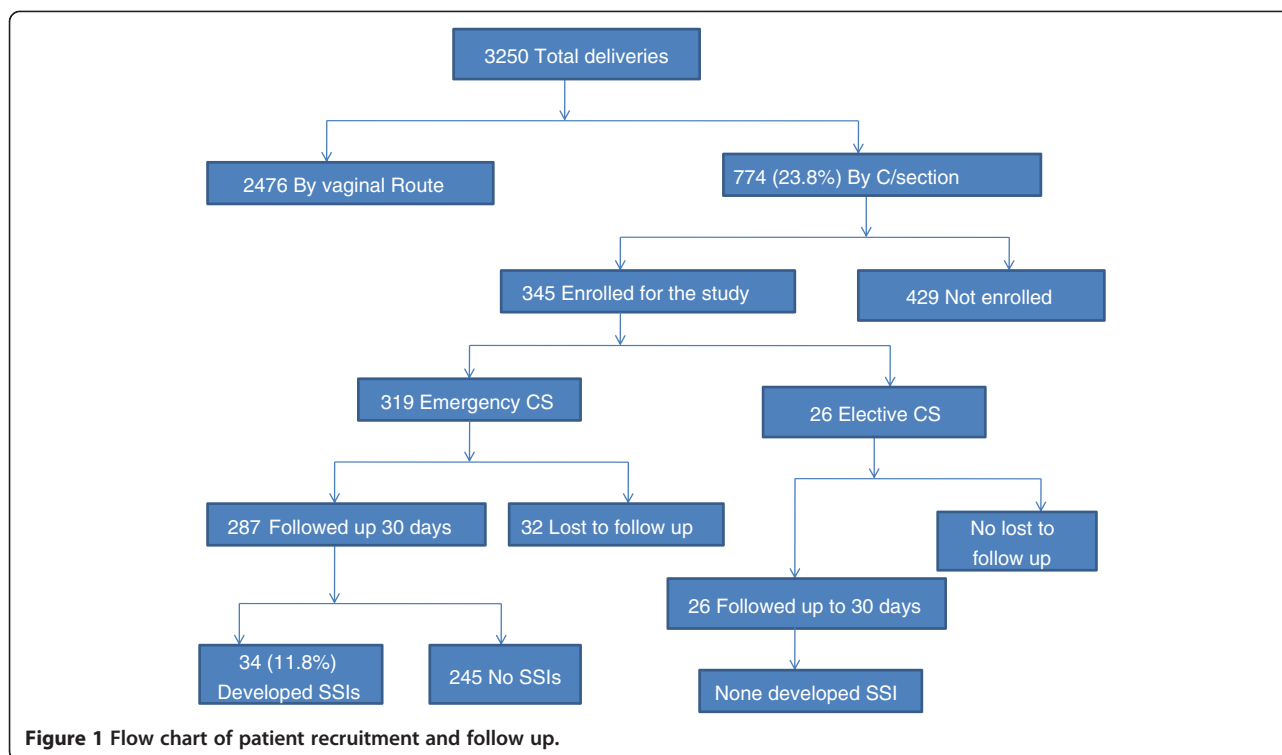 3250 Total deliveries
2476 By vaginal Route
774 (23.8%) By C/section
345 Enrolled for the study
429 Not enrolled
319 Emergency CS
26 Elective CS
287 Followed up 30 days
32 Lost to follow up
No lost to
follow up
26 Followed up to 30 days
34 (11.8%)
Developed SSIs
245 No SSIs
None developed SSI
Figure 1 Flow chart of patient recruitment and follow up.